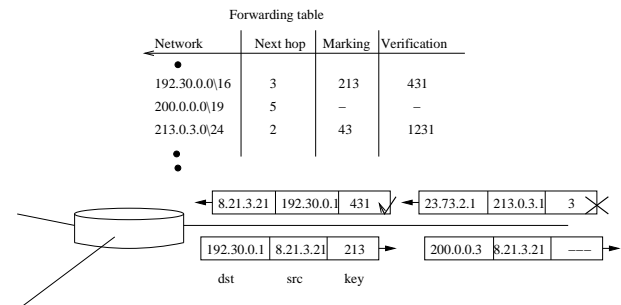 Forwarding table
Network Next hop Marking Verification
192.30.0.0\16 3 213 431
200.0.0.0\19 5 – –
213.0.3.0\24 2 43 1231
8.21.3.21 192.30.0.1 431 23.73.2.1 213.0.3.1 3
192.30.0.1 8.21.3.21 213 200.0.0.3 8.21.3.21 –––
dst src key